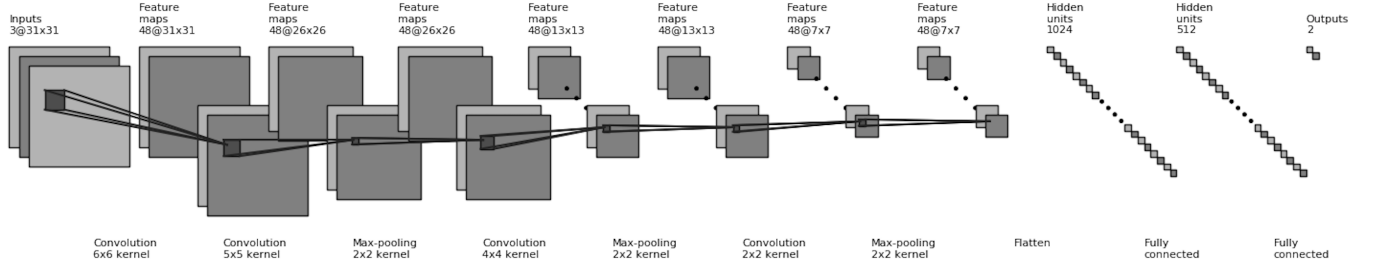 Inputs
3@31x31
Feature
maps
48@31x31
Feature
maps
48@26x26
Feature
maps
48@26x26
Feature
maps
48@13x13
Feature
maps
48@13x13
Feature
maps
48@7x7
Feature
maps
48@7x7
Hidden
units
1024
Hidden
units
512
Outputs
2
Convolution
6x6 kernel
Convolution
5x5 kernel
Max-pooling
2x2 kernel
Convolution
4x4 kernel
Max-pooling
2x2 kernel
Convolution
2x2 kernel
Max-pooling
2x2 kernel
Flatten
Fully
connected
Fully
connected